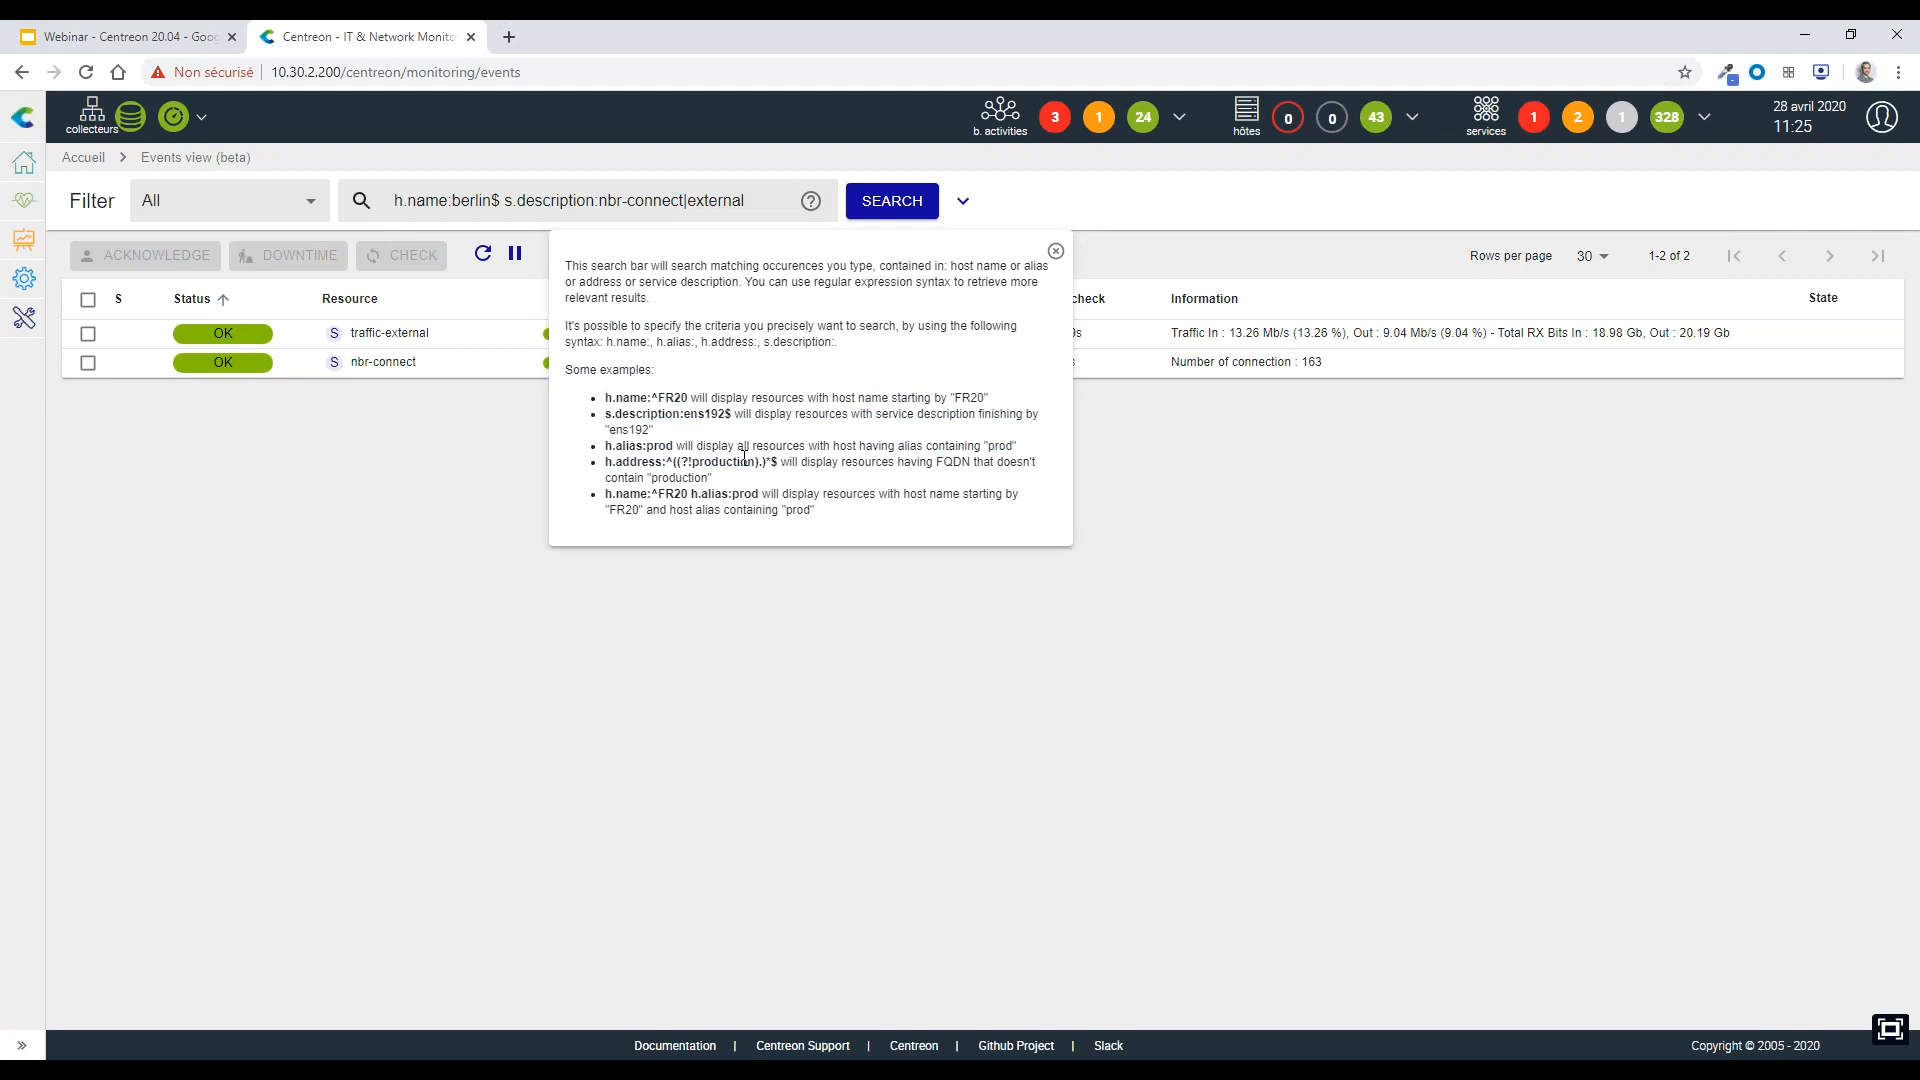 Webinar - Centreon 20.04 - Goo
Centreon - IT & Network Monito
Non sécurisé
10.30.2.200/centreon/monitoring/events
collecteurs
b. activities
3
1
24
hôtes
0
0
43
services
1
2
1
328
28 avril 2020
11:25
Accueil
Events view (beta)
Filter
All
h.name:berlin$ s.description:nbr-connect|external
SEARCH
ACKNOWLEDGE
DOWNTIME
CHECK
Rows per page
30
1-2 of 2
S
Status
Resource
check
Information
State
OK
S
traffic-external
Traffic In : 13.26 Mb/s (13.26 %), Out : 9.04 Mb/s (9.04 %) - Total RX Bits In : 18.98 Gb, Out : 20.19 Gb
OK
S
nbr-connect
Number of connection : 163
This search bar will search matching occurences you type, contained in: host name or alias
or address or service description. You can use regular expression syntax to retrieve more
relevant results.
It's possible to specify the criteria you precisely want to search, by using the following
syntax: h.name:, h.alias:, h.address:, s.description:.
Some examples:
h.name:^FR20 will display resources with host name starting by "FR20"
s.description:ens192$ will display resources with service description finishing by
"ens192"
h.alias:prod will display all resources with host having alias containing "prod"
h.address:^((?!production).)*$ will display resources having FQDN that doesn't
contain "production"
h.name:^FR20 h.alias:prod will display resources with host name starting by
"FR20" and host alias containing "prod"
Documentation | Centreon Support | Centreon | Github Project | Slack
Copyright © 2005 - 2020